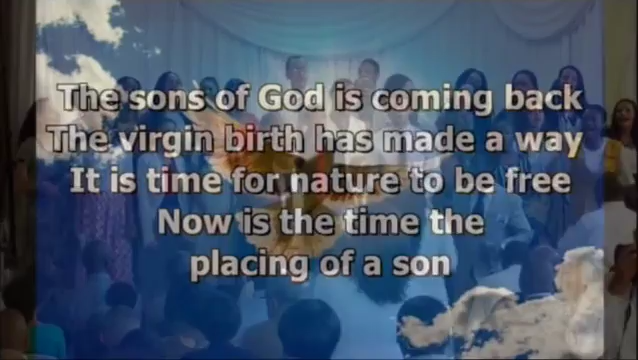 The sons of God is coming back
The virgin birth has made a way
It is time for nature to be free
Now is the time the
placing of a son